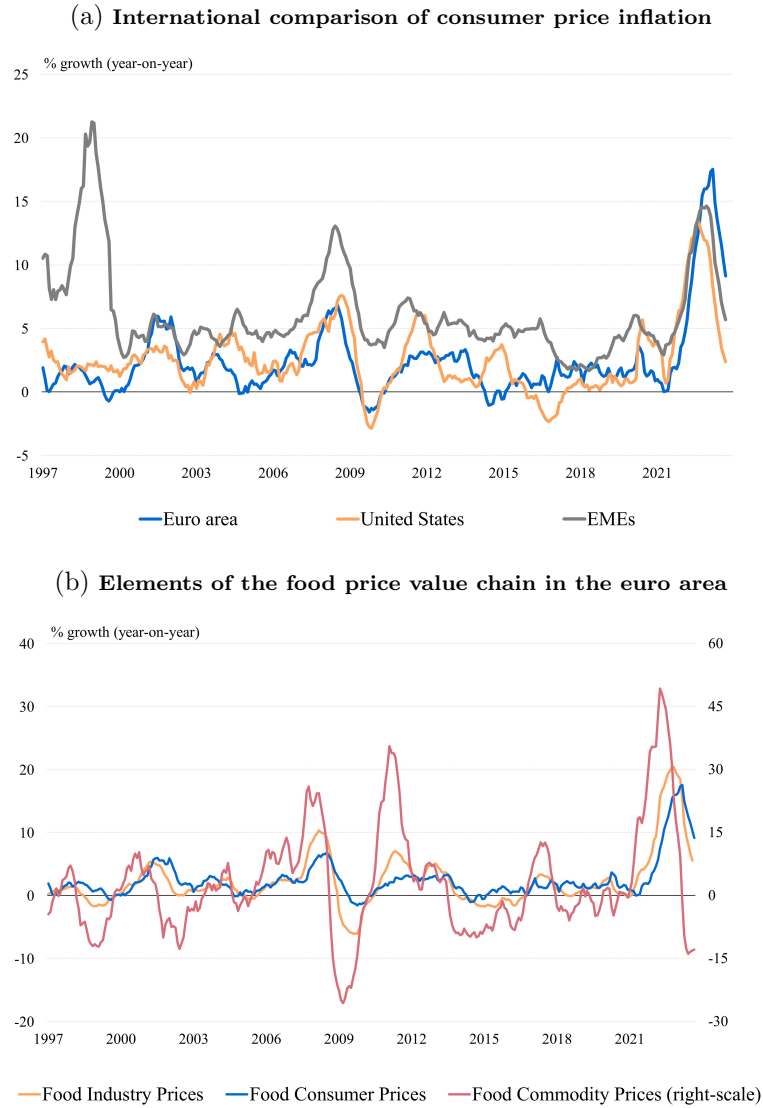 (a) International comparison of consumer price inflation
% growth (year-on-year)
25
20
15
10
5
0
-5
1997 2000 2003 2006 2009 2012 2015 2018 2021
Euro area United States EMEs
(b) Elements of the food price value chain in the euro area
% growth (year-on-year)
40 60
30 45
20 30
10 15
0 0
-10 -15
-20 -30
1997 2000 2003 2006 2009 2012 2015 2018 2021
Food Industry Prices Food Consumer Prices Food Commodity Prices (right-scale)